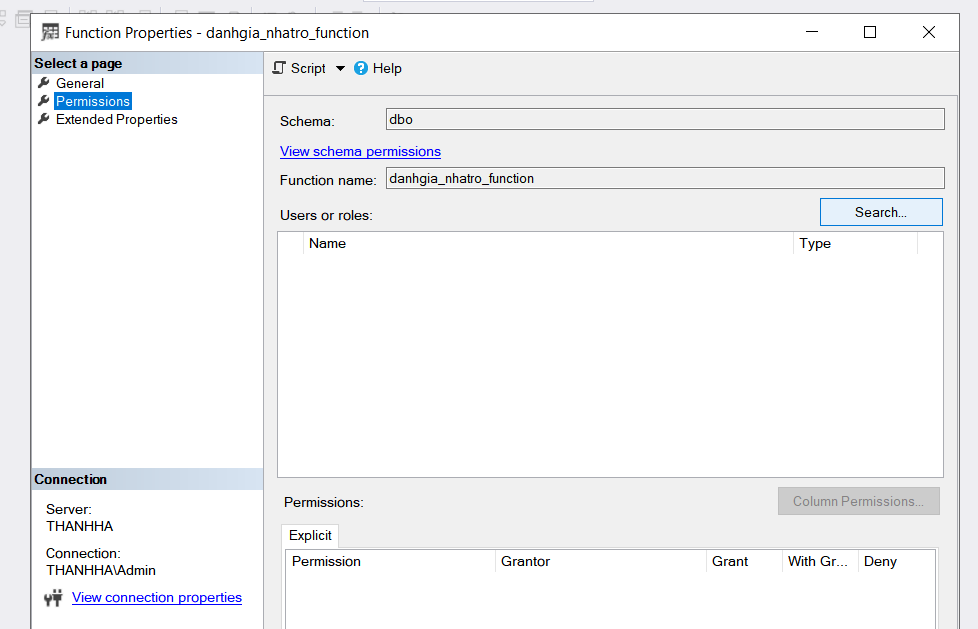 Function Properties - danhgia_nhatro_function
Select a page
General
Permissions
Extended Properties
Script
Help
Schema:
dbo
View schema permissions
Function name:
danhgia_nhatro_function
Users or roles:
Search...
Name
Type
Connection
Server:
THANHHA
Connection:
THANHHA\Admin
View connection properties
Permissions:
Column Permissions...
Explicit
Permission
Grantor
Grant
With Gr...
Deny